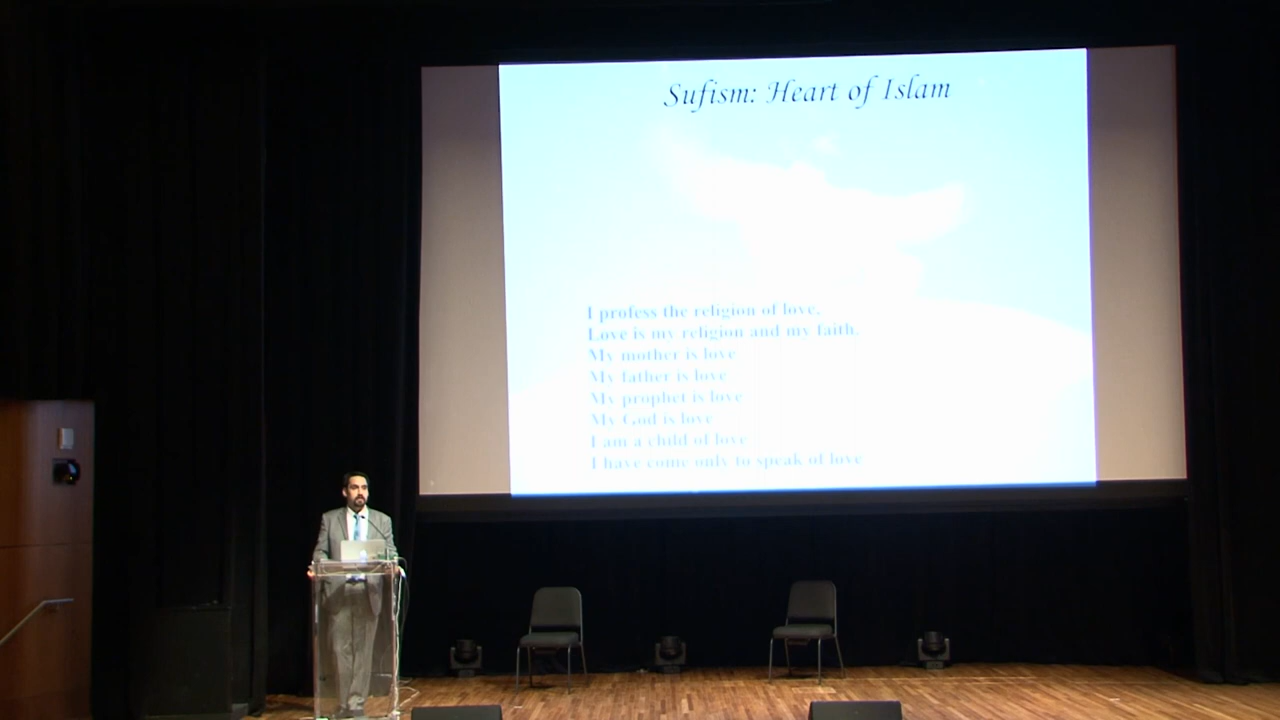 Sufism: Heart of Islam
I profess the religion of love,
Love is my religion and my faith.
My mother is love
My father is love
My prophet is love
My God is love
I am a child of love
I have come only to speak of love